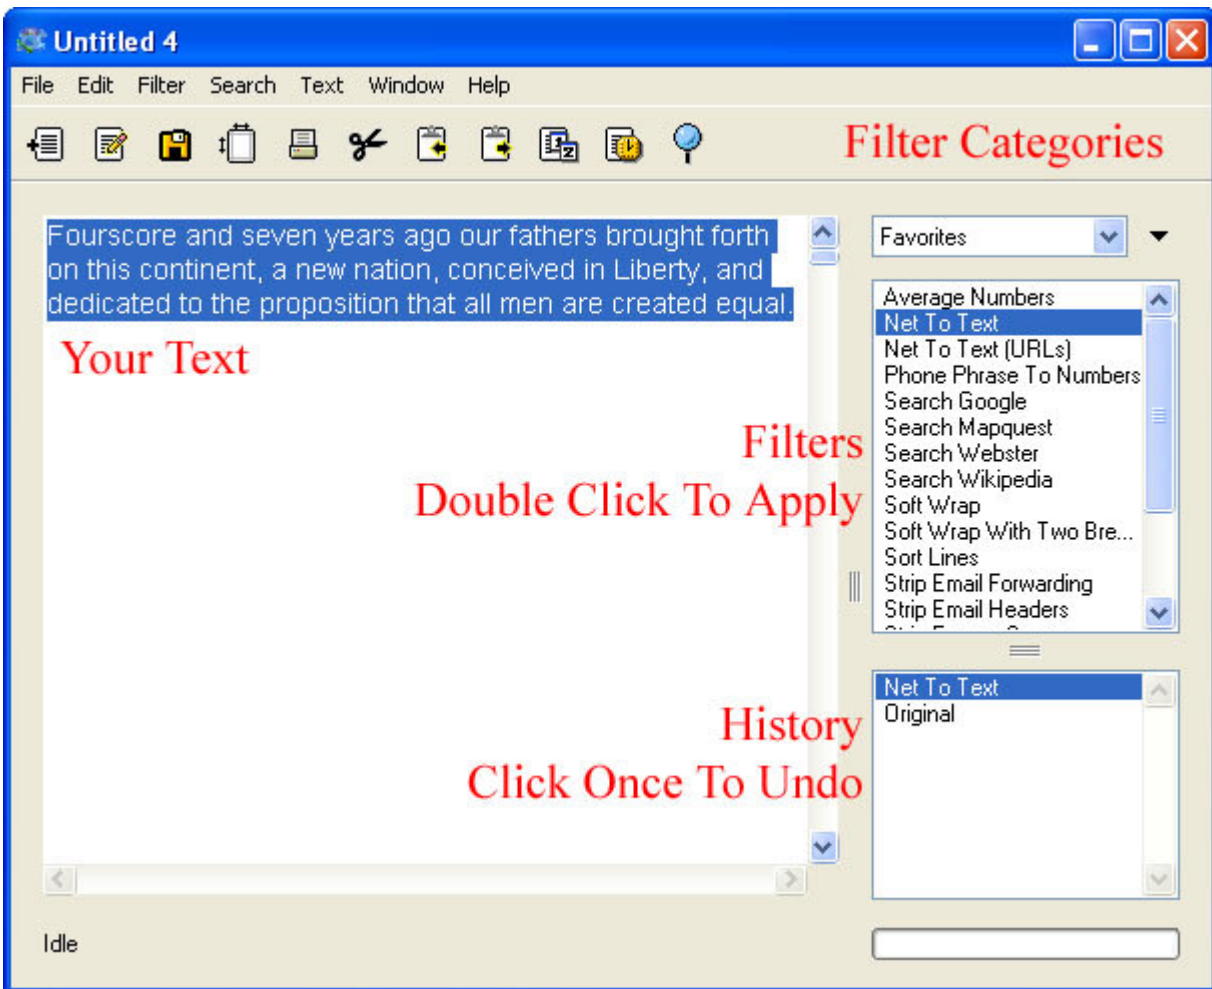 Untitled 4
File Edit Filter Search Text Window Help
Filter Categories
Fourscore and seven years ago our fathers brought forth
on this continent, a new nation, conceived in Liberty, and
dedicated to the proposition that all men are created equal.
Your Text
Favorites
Average Numbers
Net To Text
Net To Text (URLs)
Phone Phrase To Numbers
Search Google
Search Mapquest
Search Webster
Search Wikipedia
Soft Wrap
Soft Wrap With Two Bre...
Sort Lines
Strip Email Forwarding
Strip Email Headers
Filters
Double Click To Apply
Net To Text
Original
History
Click Once To Undo
Idle